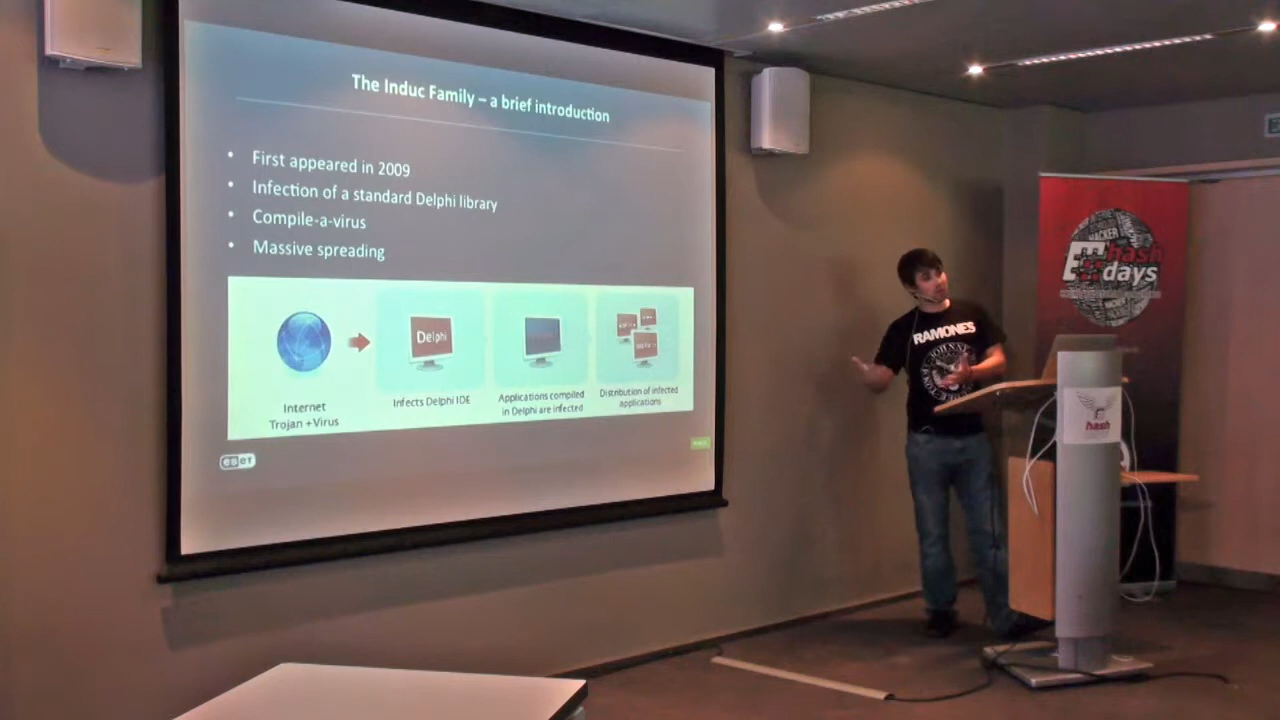 The Induc Family – a brief introduction
• First appeared in 2009
• Infection of a standard Delphi library
• Compile-a-virus
• Massive spreading
Delphi
Internet
Trojan + Virus
Infects Delphi IDE
Applications compiled
in Delphi are infected
Distribution of infected
applications
eset
RAMONES
JOHNNY
HACKER
hash
days
hash